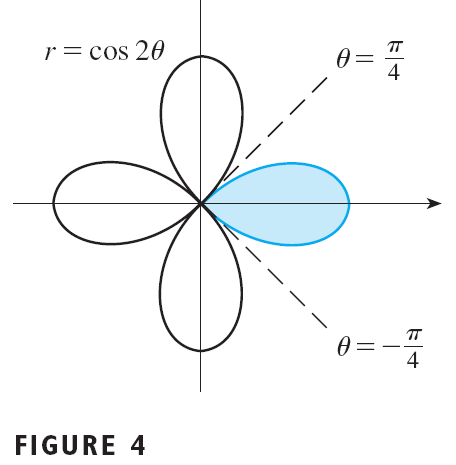 r = cos 2θ
θ = π/4
θ = −π/4
FIGURE 4